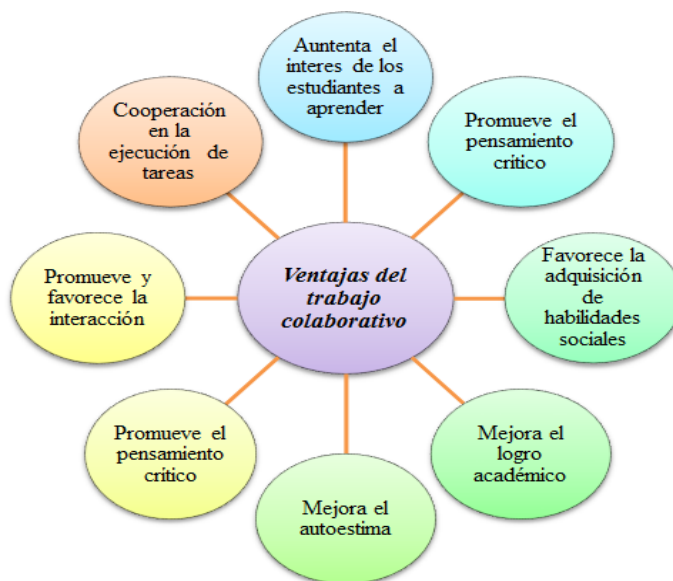 Auntenta el
interes de los
estudiantes a
aprender
Promueve el
pensamiento
crítico
Favorece la
adquisición
de
habilidades
sociales
Mejora el
logro
académico
Mejora el
autoestima
Promueve el
pensamiento
crítico
Promueve y
favorece la
interacción
Cooperación
en la
ejecución de
tareas
Ventajas del
trabajo
colaborativo